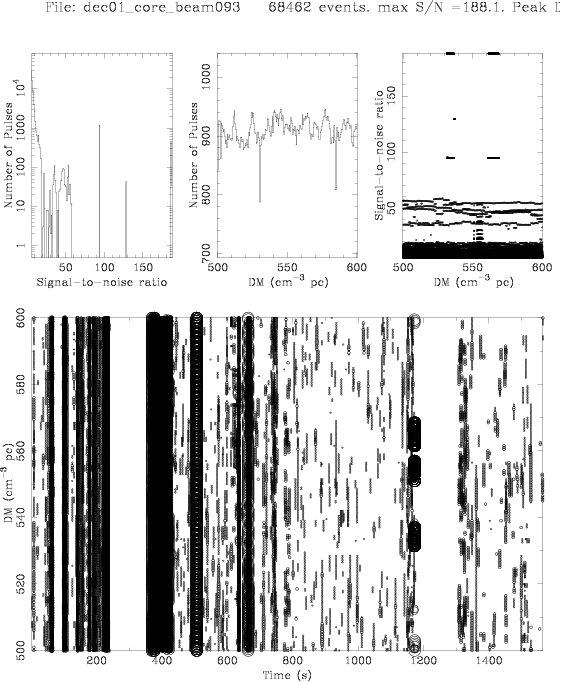 File: dec01_core_beam093 68462 events. max S/N =188.1. Peak D
Number of Pulses
10⁴
1000
100
10
1
50 100 150
Signal-to-noise ratio
Number of Pulses
1000
900
800
700
500 550 600
DM (cm⁻³ pc)
Signal-to-noise ratio
150
100
50
500 550 600
DM (cm⁻³ pc)
DM (cm⁻³ pc)
600
580
560
540
520
500
200 400 600 800 1000 1200 1400
Time (s)